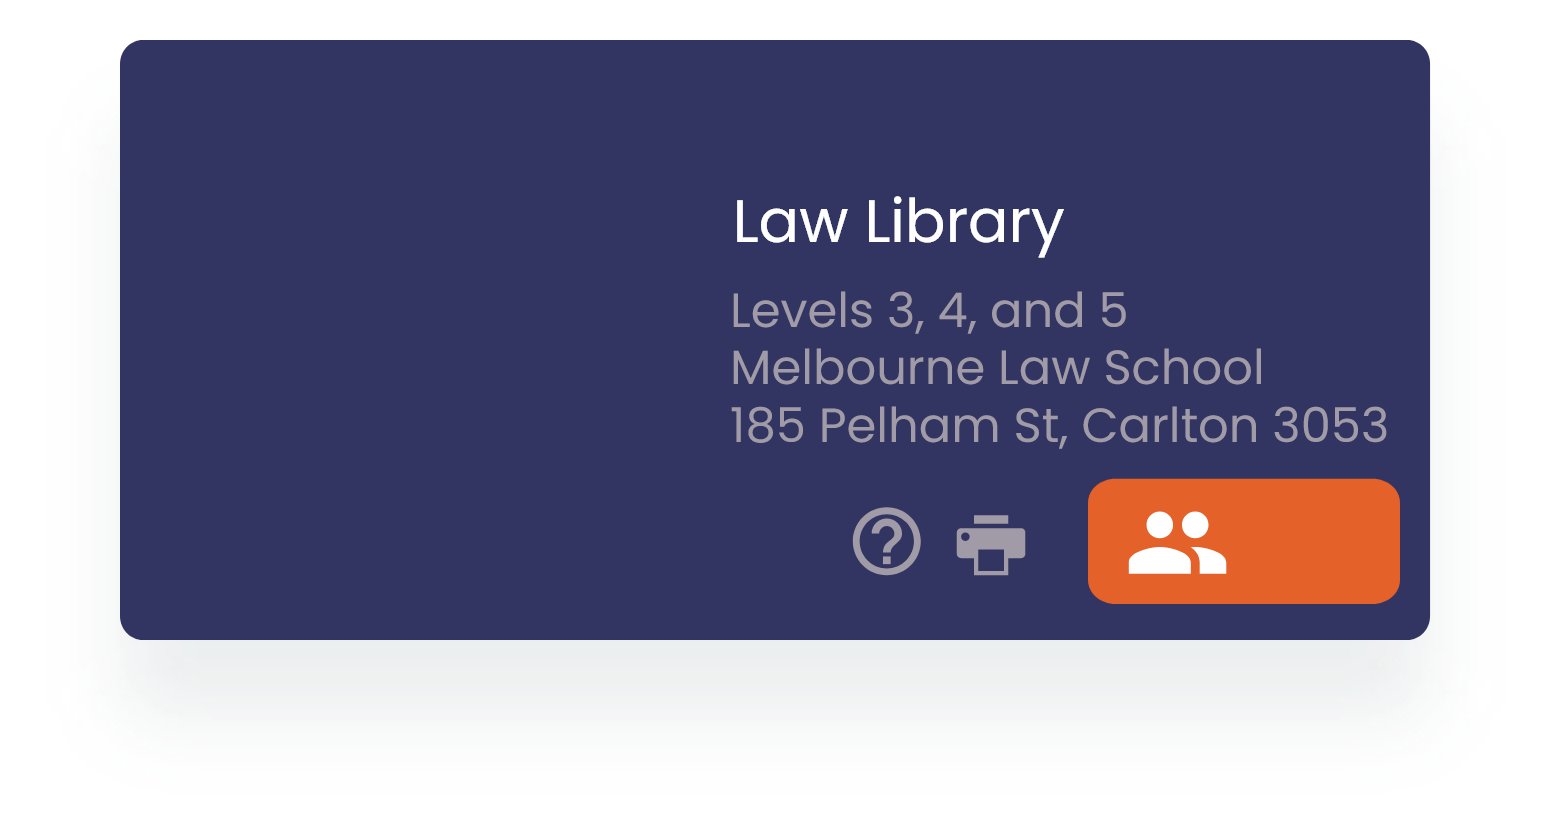 Law Library
Levels 3, 4, and 5
Melbourne Law School
185 Pelham St, Carlton 3053